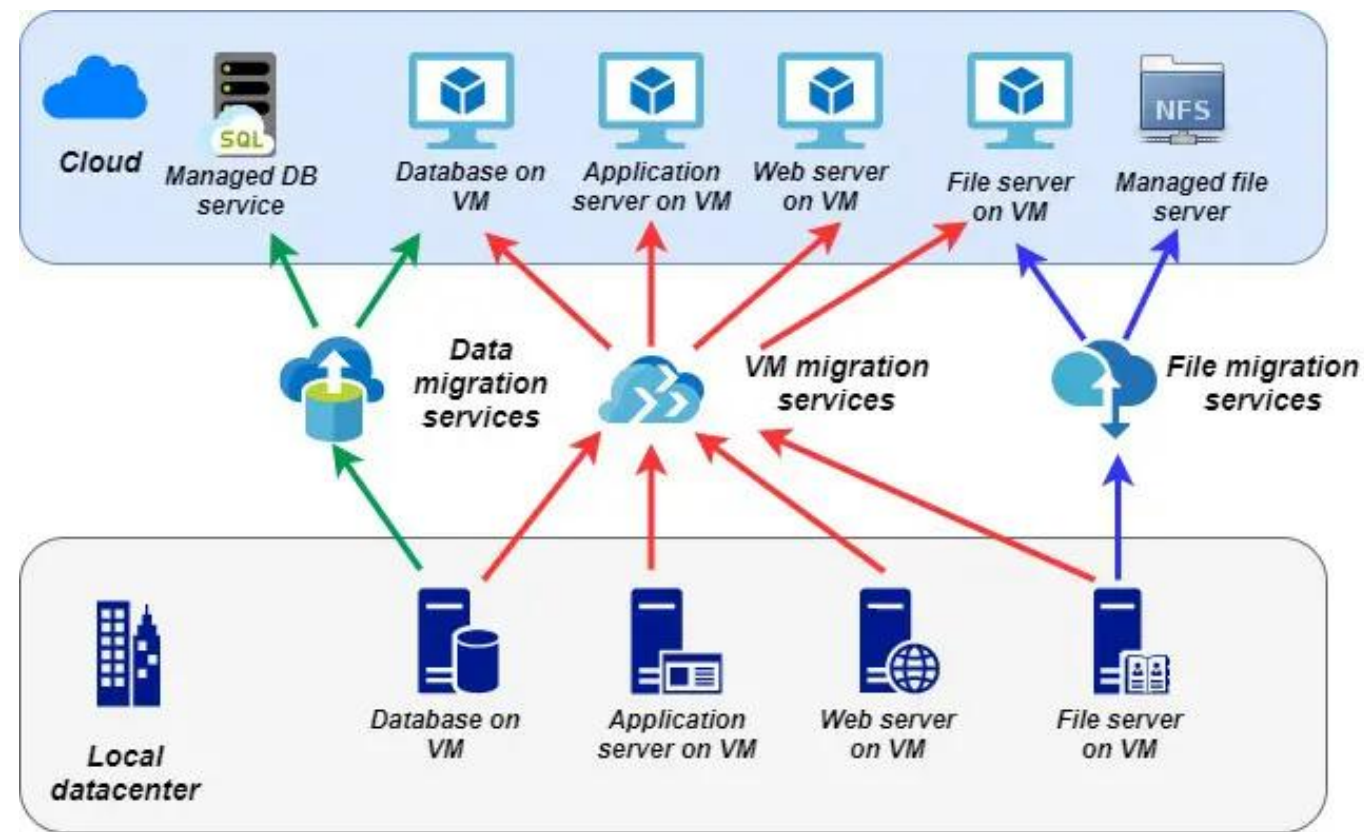 Cloud
SQL
Managed DB
service
Database on
VM
Application
server on VM
Web server
on VM
File server
on VM
NFS
Managed file
server
Data
migration
services
VM migration
services
File migration
services
Local
datacenter
Database on
VM
Application
server on VM
Web server
on VM
File server
on VM